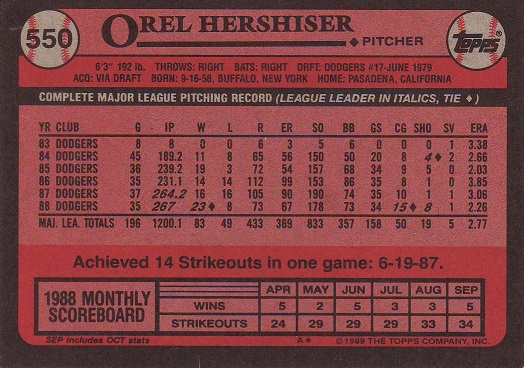 550 OREL HERSHISER Topps
PITCHER
6'3" 192 lb. THROWS: RIGHT BATS: RIGHT DRFT: DODGERS #17-JUNE 1979
ACQ: VIA DRAFT BORN: 9-16-58, BUFFALO, NEW YORK HOME: PASADENA, CALIFORNIA
COMPLETE MAJOR LEAGUE PITCHING RECORD (LEAGUE LEADER IN ITALICS, TIE ♦)
YR CLUB G IP W L R ER SO BB GS CG SHO SV ERA
83 DODGERS 8 8 0 0 6 3 5 6 0 0 0 1 3.38
84 DODGERS 45 189.2 11 8 65 56 150 50 20 8 4♦ 2 2.66
85 DODGERS 36 239.2 19 3 72 54 157 68 34 9 5 0 2.03
86 DODGERS 35 231.1 14 14 112 99 153 86 35 8 1 0 3.85
87 DODGERS 37 264.2 16 16 105 90 190 74 35 10 1 1 3.06
88 DODGERS 35 267 23♦ 8 73 67 178 73 34 15♦ 8 1 2.26
MAJ. LEA. TOTALS 196 1200.1 83 49 433 369 833 357 158 50 19 5 2.77
Achieved 14 Strikeouts in one game: 6-19-87.
1988 MONTHLY SCOREBOARD
APR MAY JUN JUL AUG SEP
WINS 5 2 5 3 3 5
STRIKEOUTS 24 29 29 29 33 34
SEP includes OCT stats A* © 1989 THE TOPPS COMPANY, INC.